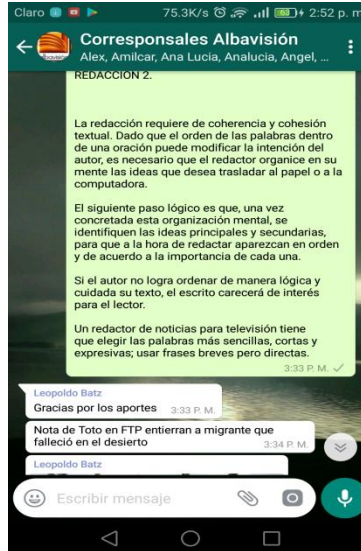 Claro 75.3K/s 63 2:52 p. m.
Corresponsales Albavisión
Alex, Amilcar, Ana Lucia, Analucia, Angel, ...
REDACCION 2.
La redacción requiere de coherencia y cohesión
textual. Dado que el orden de las palabras dentro
de una oración puede modificar la intención del
autor, es necesario que el redactor organice en su
mente las ideas que desea trasladar al papel o a la
computadora.
El siguiente paso lógico es que, una vez
concretada esta organización mental, se
identifiquen las ideas principales y secundarias,
para que a la hora de redactar aparezcan en orden
y de acuerdo a la importancia de cada una.
Si el autor no logra ordenar de manera lógica y
cuidada su texto, el escrito carecerá de interés
para el lector.
Un redactor de noticias para televisión tiene
que elegir las palabras más sencillas, cortas y
expresivas; usar frases breves pero directas.
3:33 P. M.
Leopoldo Batz
Gracias por los aportes 3:33 P. M.
Nota de Toto en FTP entierran a migrante que
falleció en el desierto 3:34 P. M.
Leopoldo Batz
Escribir mensaje